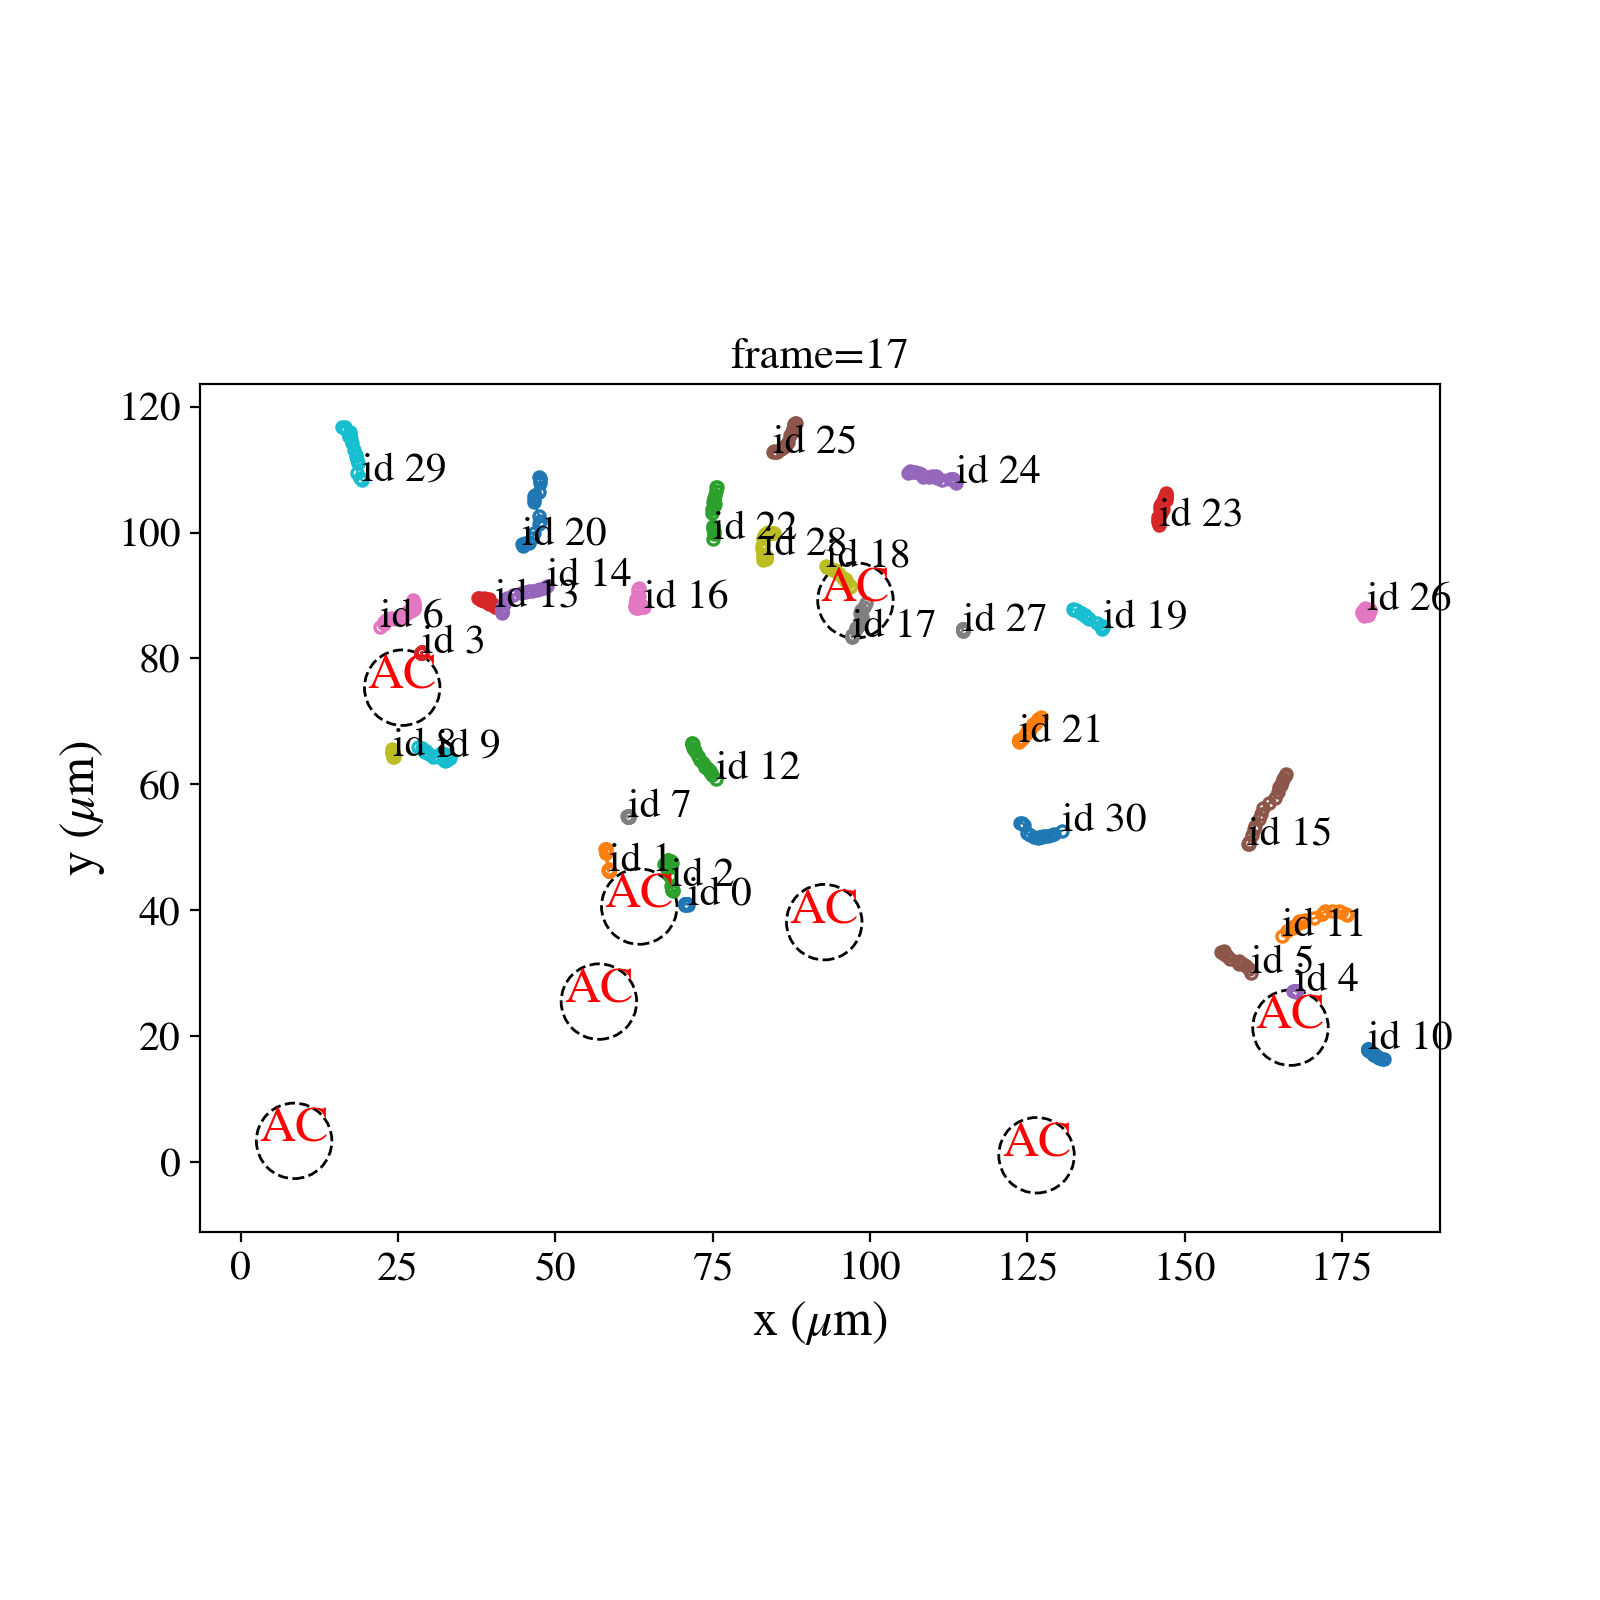 frame=17
120
100
80
60
40
20
0
y (μm)
id 25
id 29
id 24
id 23
id 20
id 22
id 28
id 18
id 14
id 13
id 16
AC
id 26
id 6
id 17
id 27
id 19
id 3
AC
id 21
id 8
id 9
id 12
id 7
id 30
id 15
id 1
id 2
AC
id 0
AC
id 11
id 5
id 4
AC
AC
id 10
AC
AC
0
25
50
75
100
125
150
175
x (μm)